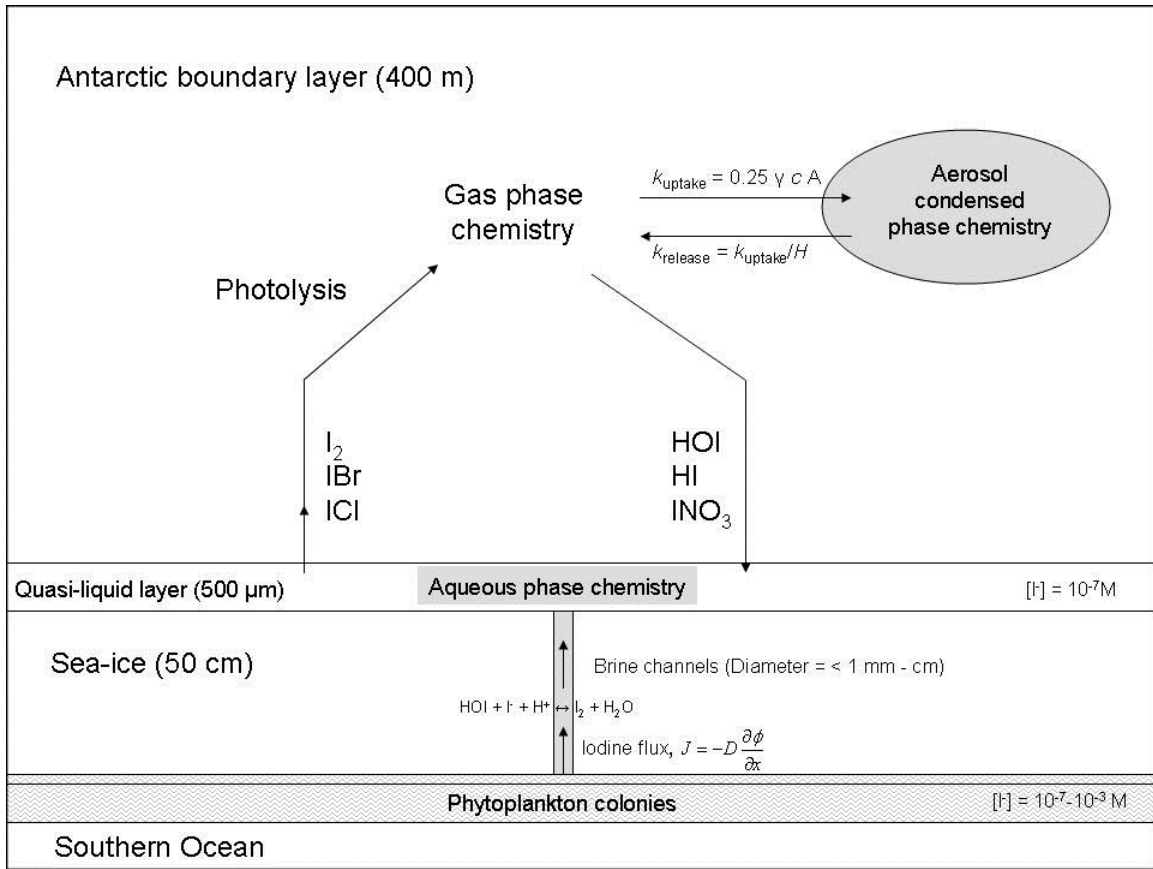 Antarctic boundary layer (400 m)
Gas phase
chemistry
k_uptake = 0.25 γ c A
k_release = k_uptake/H
Aerosol
condensed
phase chemistry
Photolysis
I₂
IBr
ICl
HOI
HI
INO₃
Quasi-liquid layer (500 µm)
Aqueous phase chemistry
[I⁻] = 10⁻⁷M
Sea-ice (50 cm)
Brine channels (Diameter = < 1 mm - cm)
HOI + I⁻ + H⁺ ↔ I₂ + H₂O
Iodine flux, J = −D ∂ϕ/∂x
Phytoplankton colonies
[I⁻] = 10⁻⁷-10⁻³ M
Southern Ocean